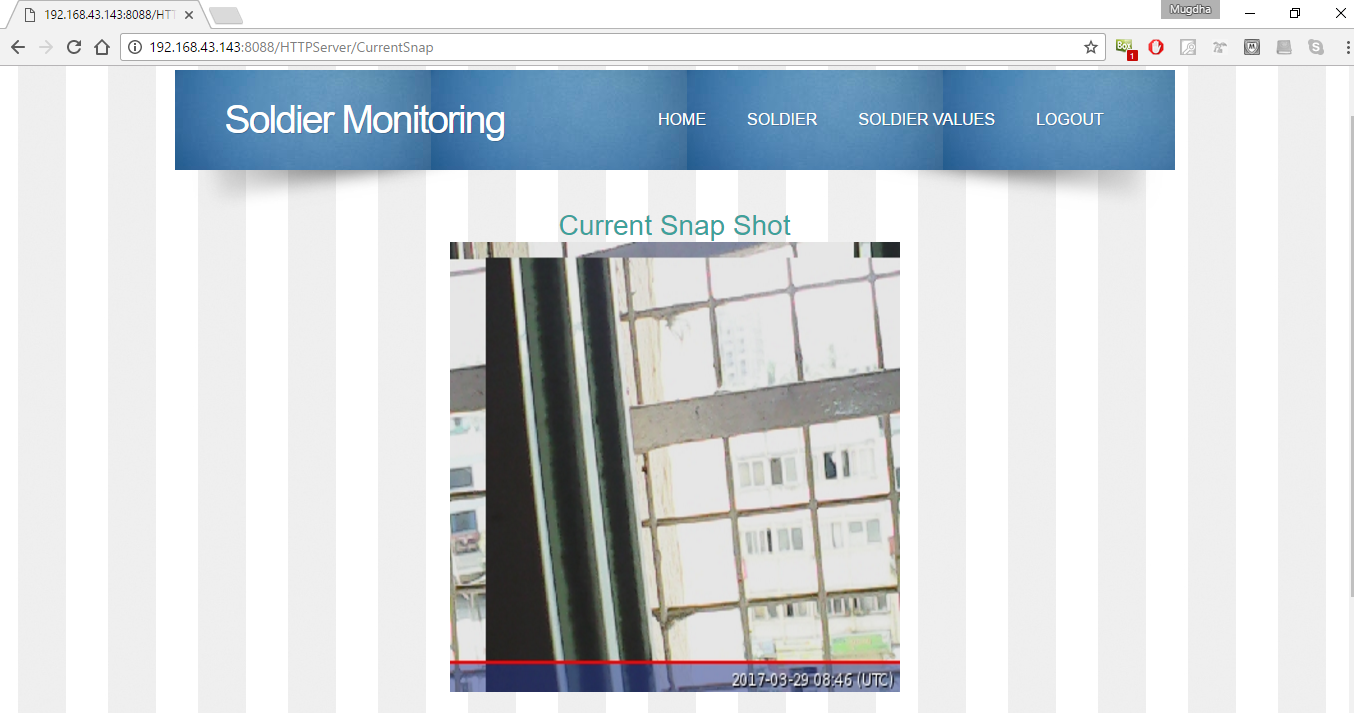 Mugdha
192.168.43.143:8088/HTT
192.168.43.143:8088/HTTPServer/CurrentSnap
1
Soldier Monitoring
HOME
SOLDIER
SOLDIER VALUES
LOGOUT
Current Snap Shot
2017-03-29 08:46 (UTC)